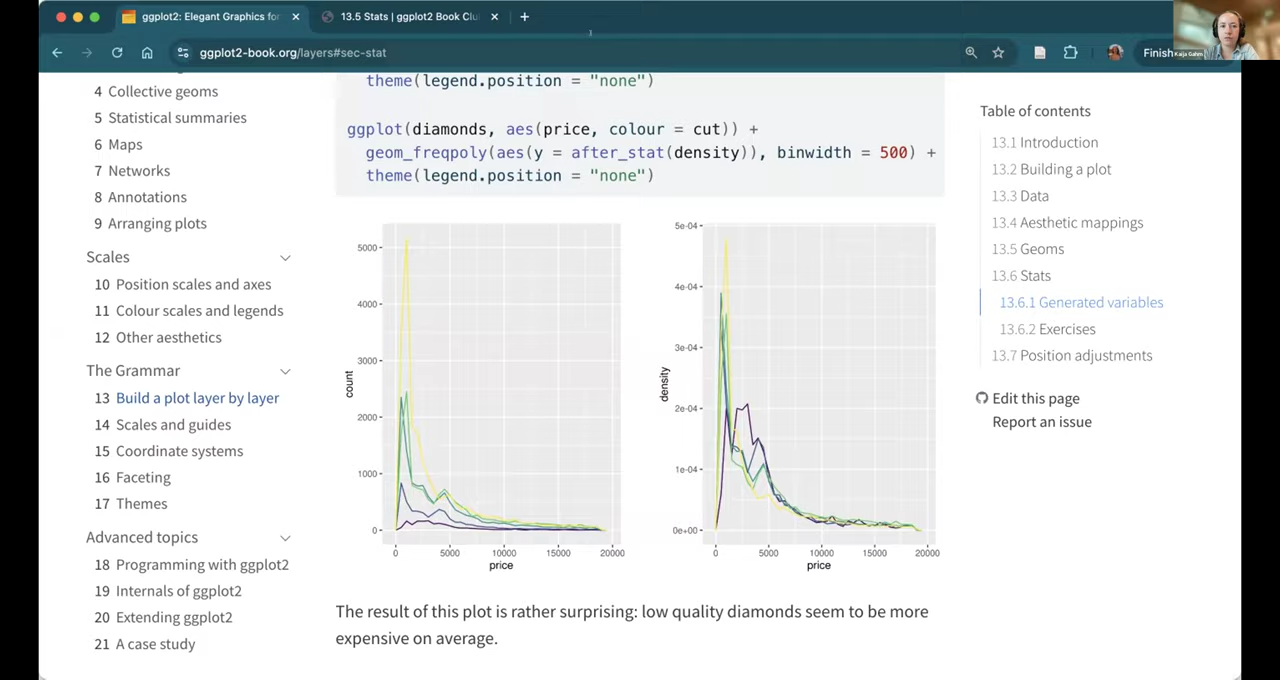 ggplot2: Elegant Graphics for
13.5 Stats | ggplot2 Book Clu
ggplot2-book.org/layers#sec-stat
Finish
Kaija Gahm
4 Collective geoms
5 Statistical summaries
6 Maps
7 Networks
8 Annotations
9 Arranging plots
Scales
10 Position scales and axes
11 Colour scales and legends
12 Other aesthetics
The Grammar
13 Build a plot layer by layer
14 Scales and guides
15 Coordinate systems
16 Faceting
17 Themes
Advanced topics
18 Programming with ggplot2
19 Internals of ggplot2
20 Extending ggplot2
21 A case study
theme(legend.position = "none")
ggplot(diamonds, aes(price, colour = cut)) +
geom_freqpoly(aes(y = after_stat(density)), binwidth = 500) +
theme(legend.position = "none")
5000
4000
3000
2000
1000
0
count
0 5000 10000 15000 20000
price
5e-04
4e-04
3e-04
2e-04
1e-04
0e+00
density
0 5000 10000 15000 20000
price
The result of this plot is rather surprising: low quality diamonds seem to be more
expensive on average.
Table of contents
13.1 Introduction
13.2 Building a plot
13.3 Data
13.4 Aesthetic mappings
13.5 Geoms
13.6 Stats
13.6.1 Generated variables
13.6.2 Exercises
13.7 Position adjustments
Edit this page
Report an issue